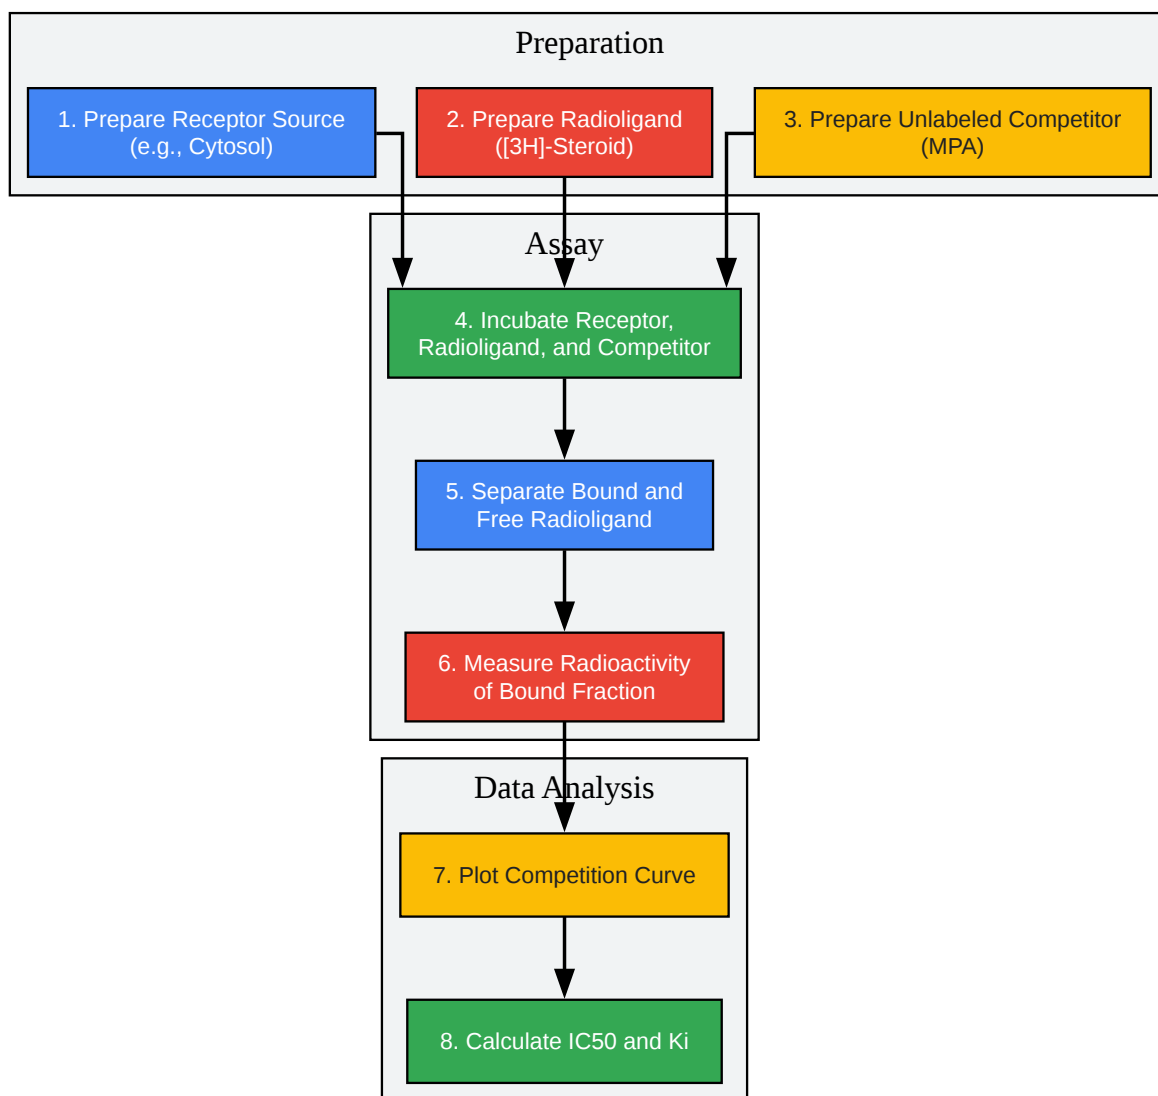 Preparation
1. Prepare Receptor Source
(e.g., Cytosol)
2. Prepare Radioligand
([3H]-Steroid)
3. Prepare Unlabeled Competitor
(MPA)
Assay
4. Incubate Receptor,
Radioligand, and Competitor
5. Separate Bound and
Free Radioligand
6. Measure Radioactivity
of Bound Fraction
Data Analysis
7. Plot Competition Curve
8. Calculate IC50 and Ki